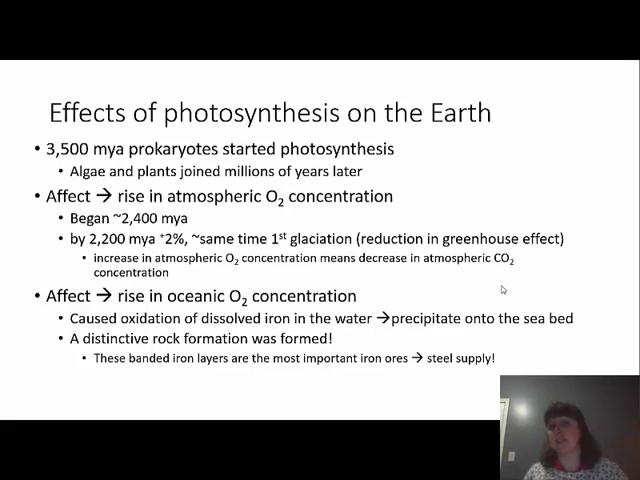 Effects of photosynthesis on the Earth
• 3,500 mya prokaryotes started photosynthesis
• Algae and plants joined millions of years later
• Affect → rise in atmospheric O₂ concentration
• Began ~2,400 mya
• by 2,200 mya ⁺2%, ~same time 1ˢᵗ glaciation (reduction in greenhouse effect)
• increase in atmospheric O₂ concentration means decrease in atmospheric CO₂
concentration
• Affect → rise in oceanic O₂ concentration
• Caused oxidation of dissolved iron in the water →precipitate onto the sea bed
• A distinctive rock formation was formed!
• These banded iron layers are the most important iron ores → steel supply!